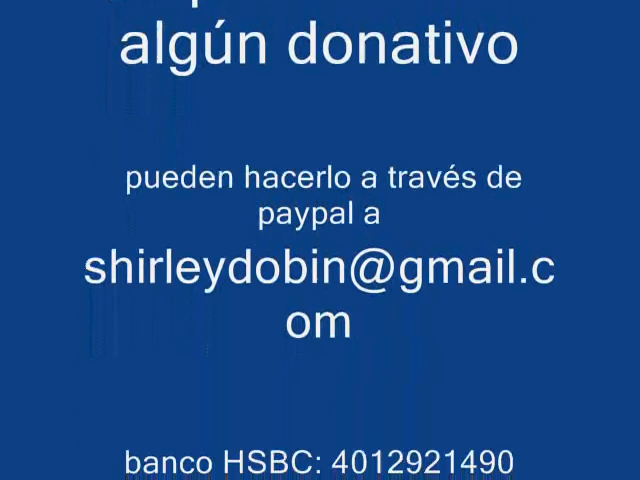 algún donativo
pueden hacerlo a través de
paypal a
shirleydobin@gmail.c
om
banco HSBC: 4012921490